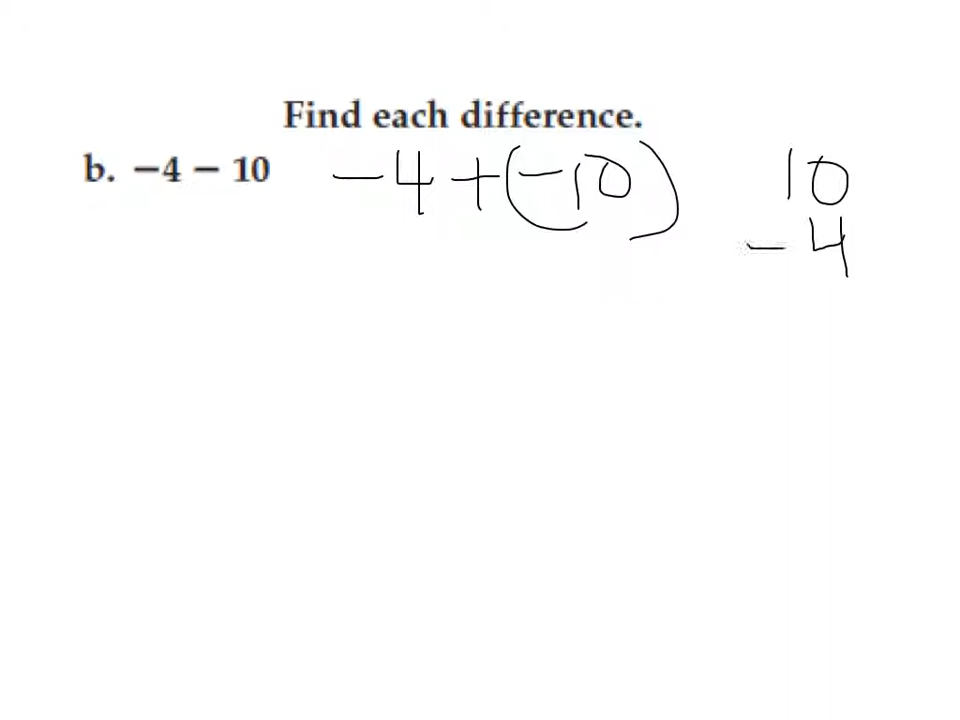 Find each difference.
b. −4 − 10 −4+(−10) 10
− 4